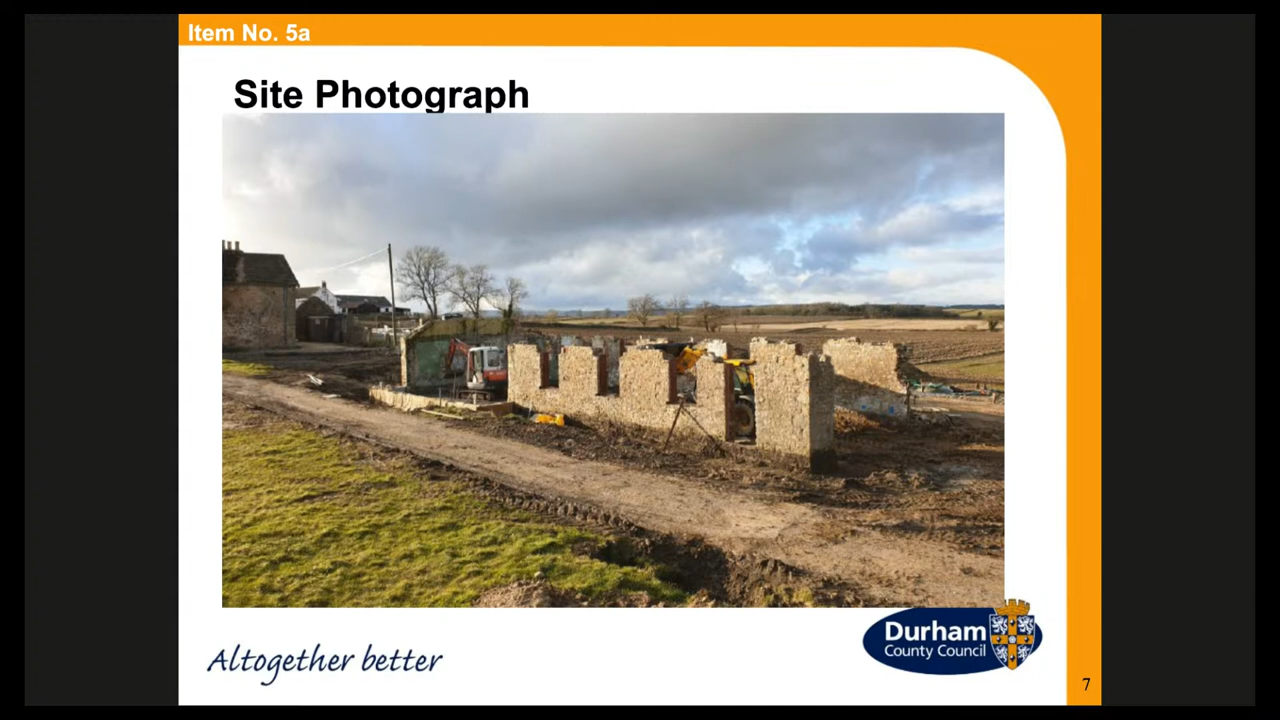 Item No. 5a
Site Photograph
Altogether better
Durham
County Council
7